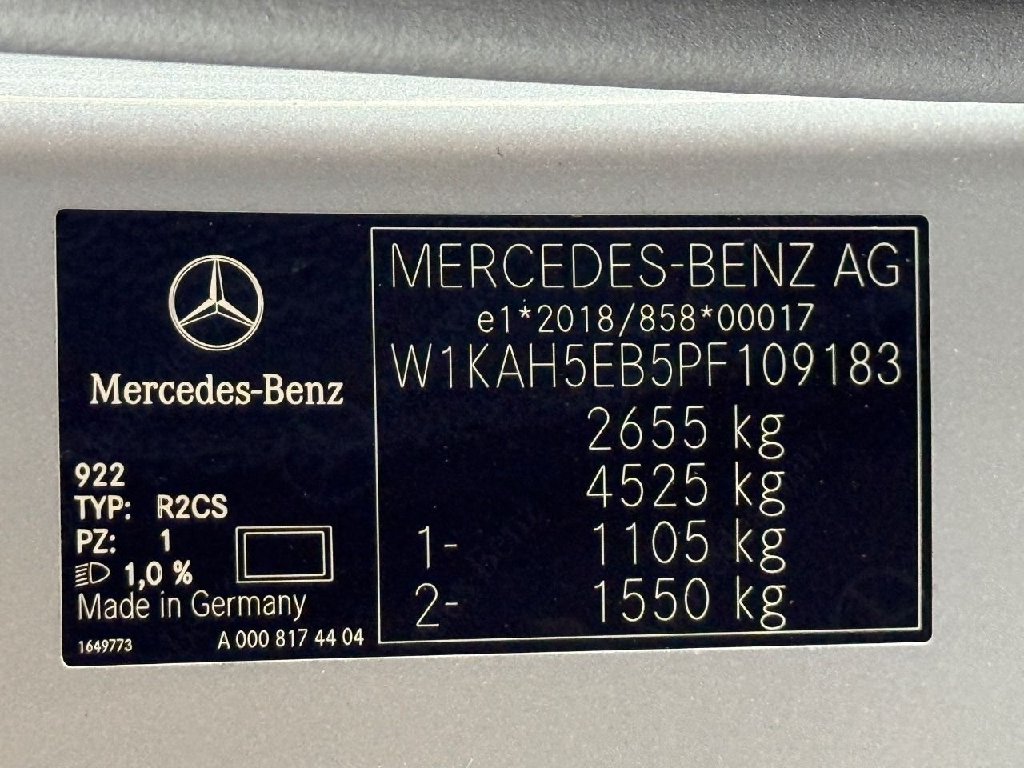 Mercedes-Benz
922
TYP: R2CS
PZ: 1
1,0 %
Made in Germany
1649773 A 000 817 44 04
MERCEDES-BENZ AG
e1*2018/858*00017
W1KAH5EB5PF109183
2655 kg
4525 kg
1- 1105 kg
2- 1550 kg